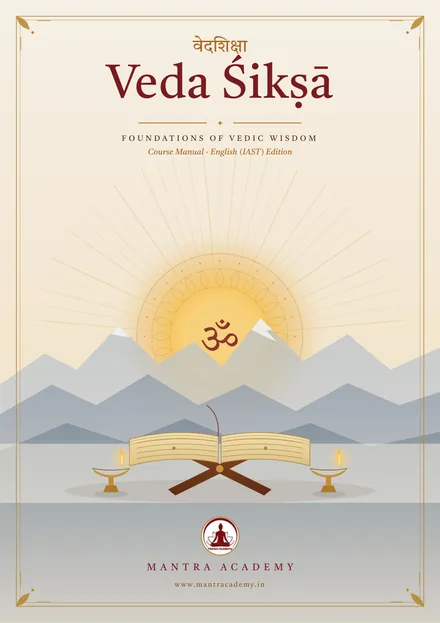 वेदशिक्षा
Veda Śikṣā
FOUNDATIONS OF VEDIC WISDOM
Course Manual - English (IAST) Edition
ॐ
MANTRA ACADEMY
www.mantracademy.in